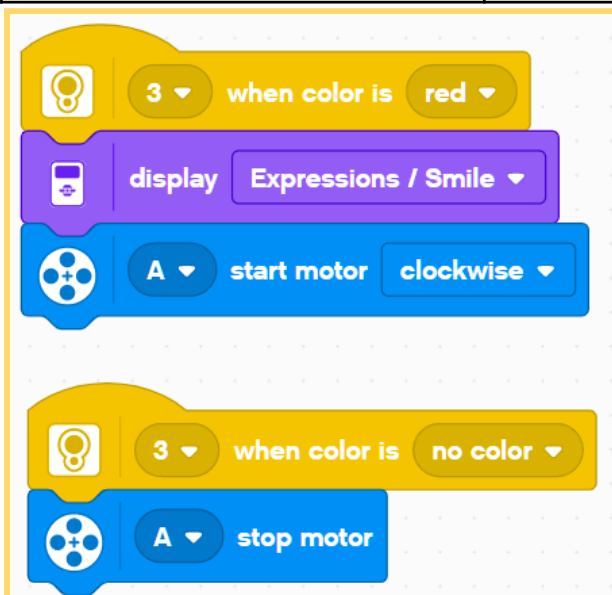 3 when color is red
display Expressions / Smile
A start motor clockwise
3 when color is no color
A stop motor